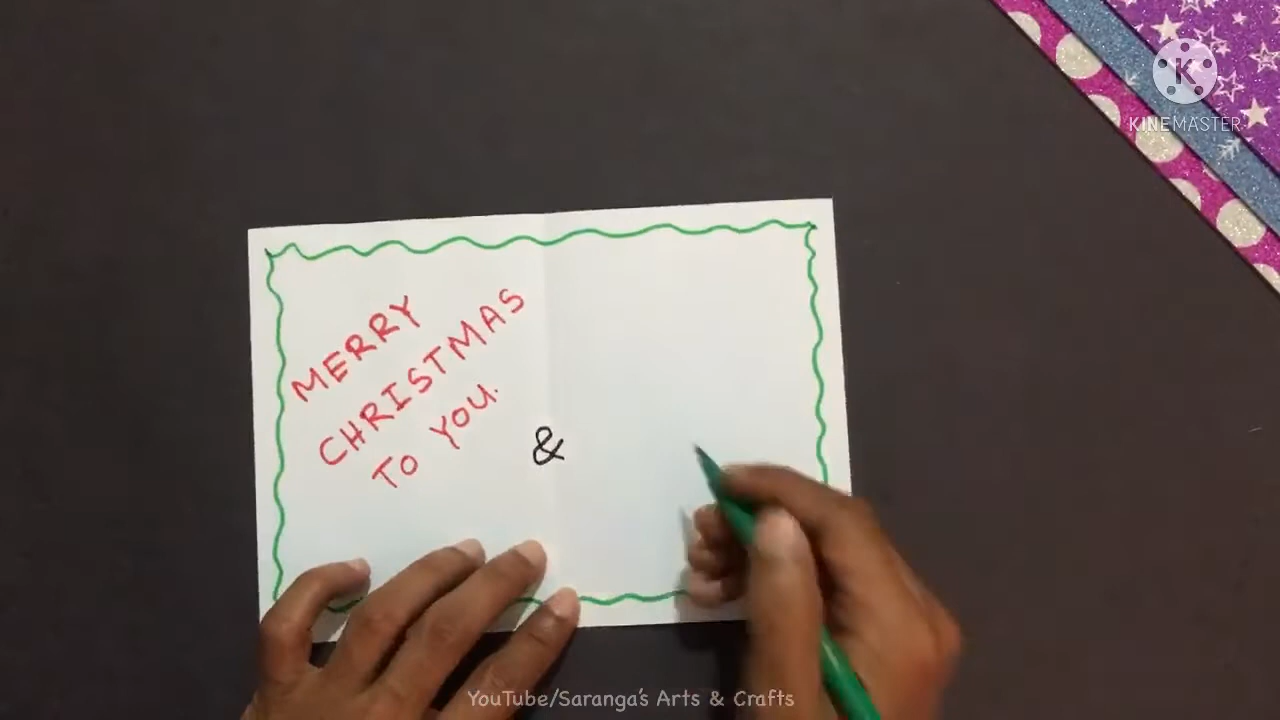 KINEMASTER
MERRY
CHRISTMAS
TO YOU.
&
YouTube/Saranga's Arts & Crafts